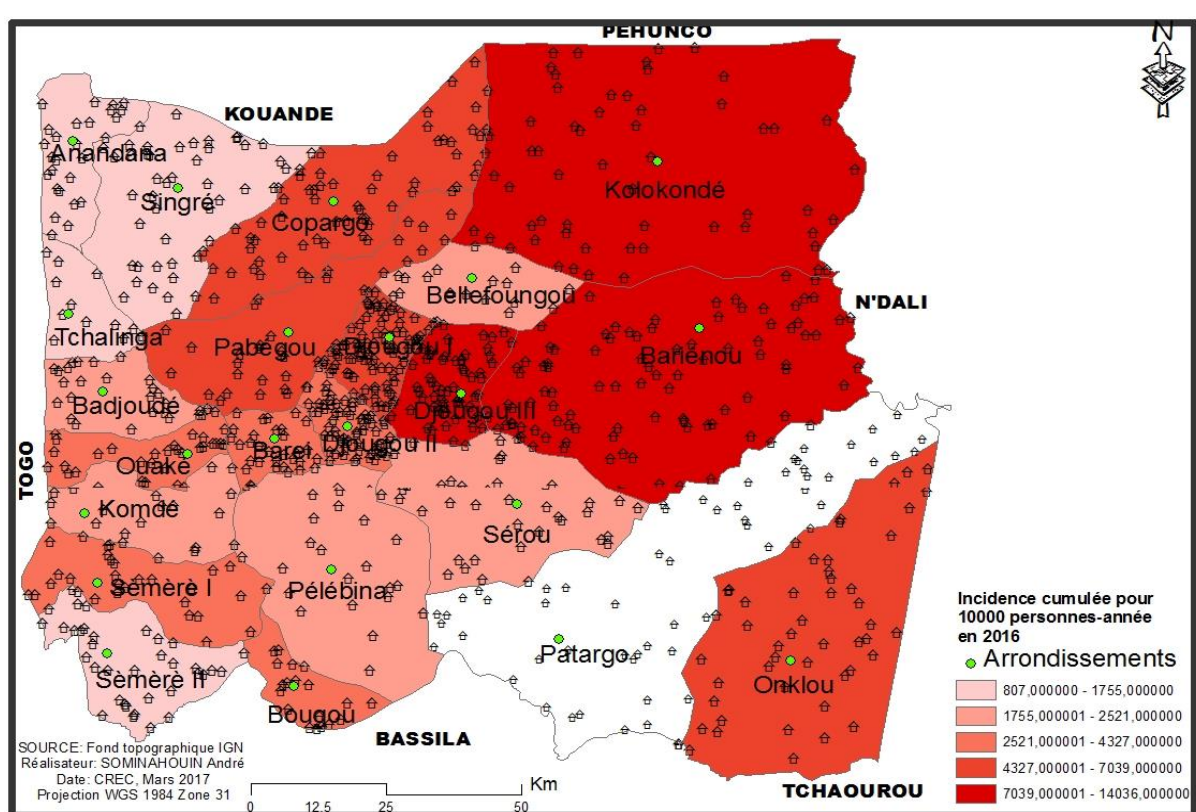 PEHUNCO
N
KOUANDE
Anandana
Singré
Kolokondé
Copargo
Bellefoungou
N'DALI
Tchalinga
Pabégou
Djougou I
Bariénou
Badjoudé
Djougou III
Barei
Djougou II
Ouaké
TOGO
Komdè
Sérou
Sèmèrè I
Pélébina
Patargo
Sèmèrè II
Onklou
Bougou
BASSILA
TCHAOUROU
Incidence cumulée pour
10000 personnes-année
en 2016
Arrondissements
807,000000 - 1755,000000
1755,000001 - 2521,000000
2521,000001 - 4327,000000
4327,000001 - 7039,000000
7039,000001 - 14036,000000
SOURCE: Fond topographique IGN
Réalisateur: SOMINAHOUIN André
Date: CREC, Mars 2017
Projection WGS 1984 Zone 31
Km
0 12.5 25 50